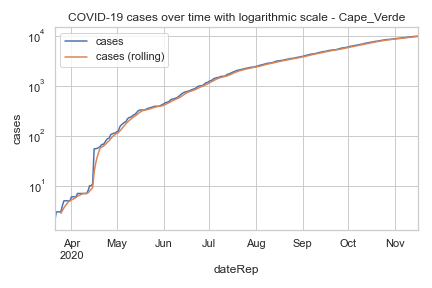 COVID-19 cases over time with logarithmic scale - Cape_Verde
cases
cases (rolling)
10⁴
10³
10²
10¹
cases
Apr May Jun Jul Aug Sep Oct Nov
2020
dateRep